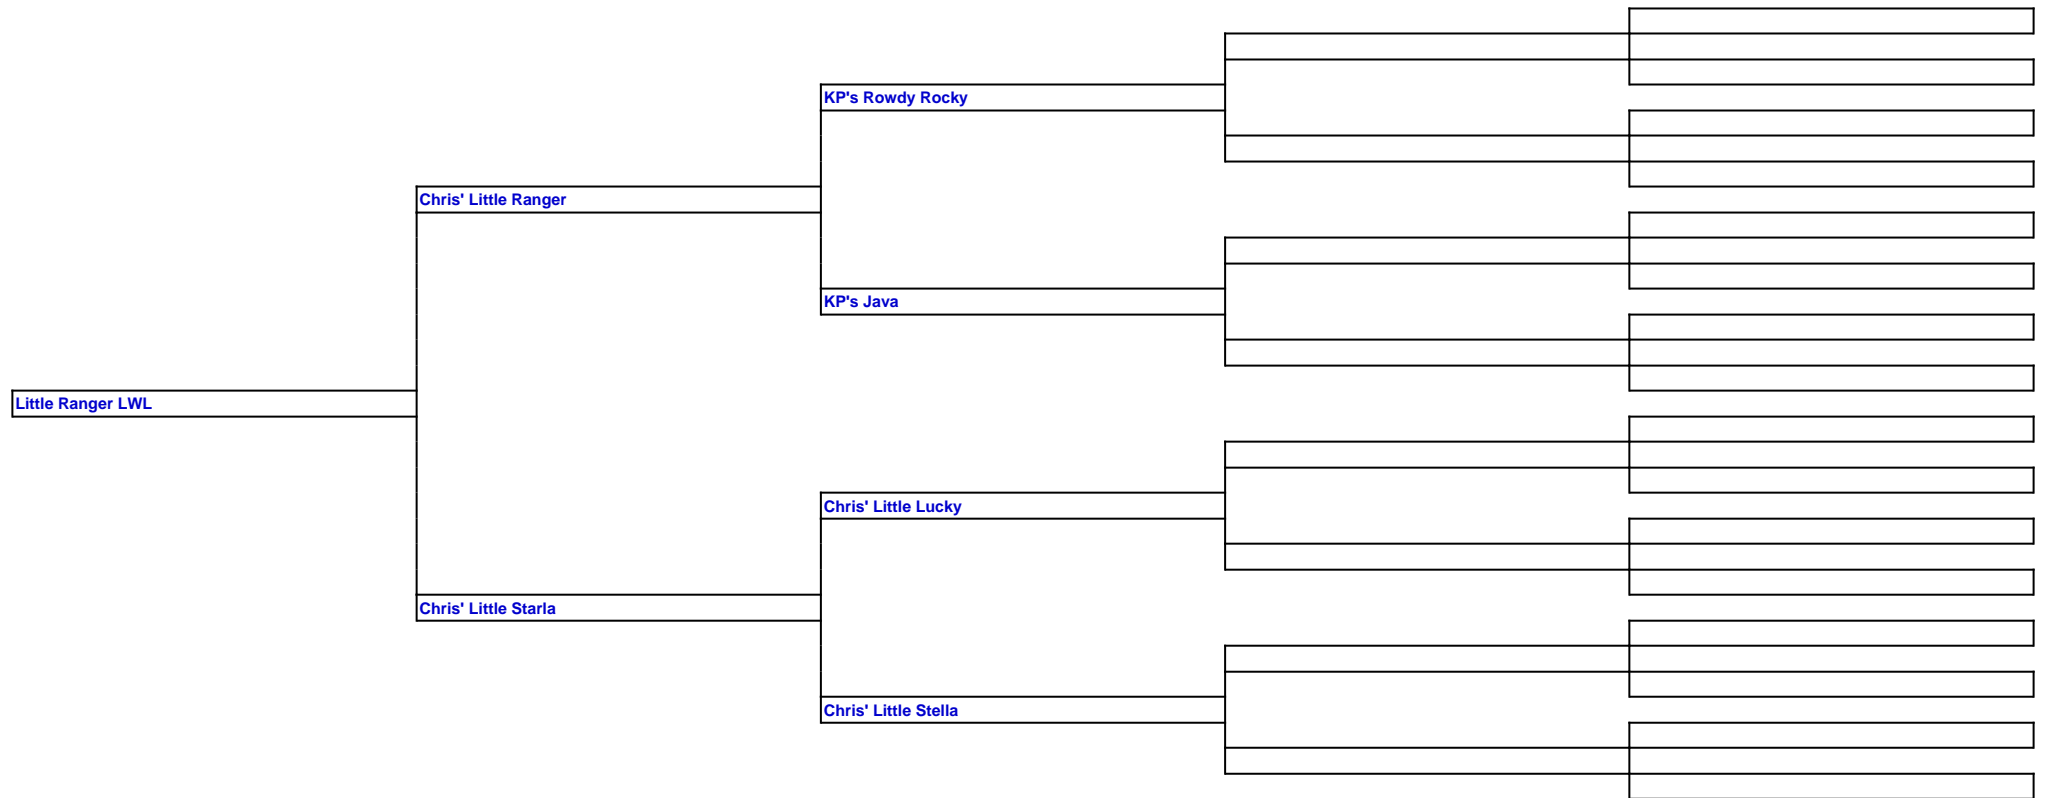 KP's Rowdy Rocky
Chris' Little Ranger
KP's Java
Little Ranger LWL
Chris' Little Lucky
Chris' Little Starla
Chris' Little Stella